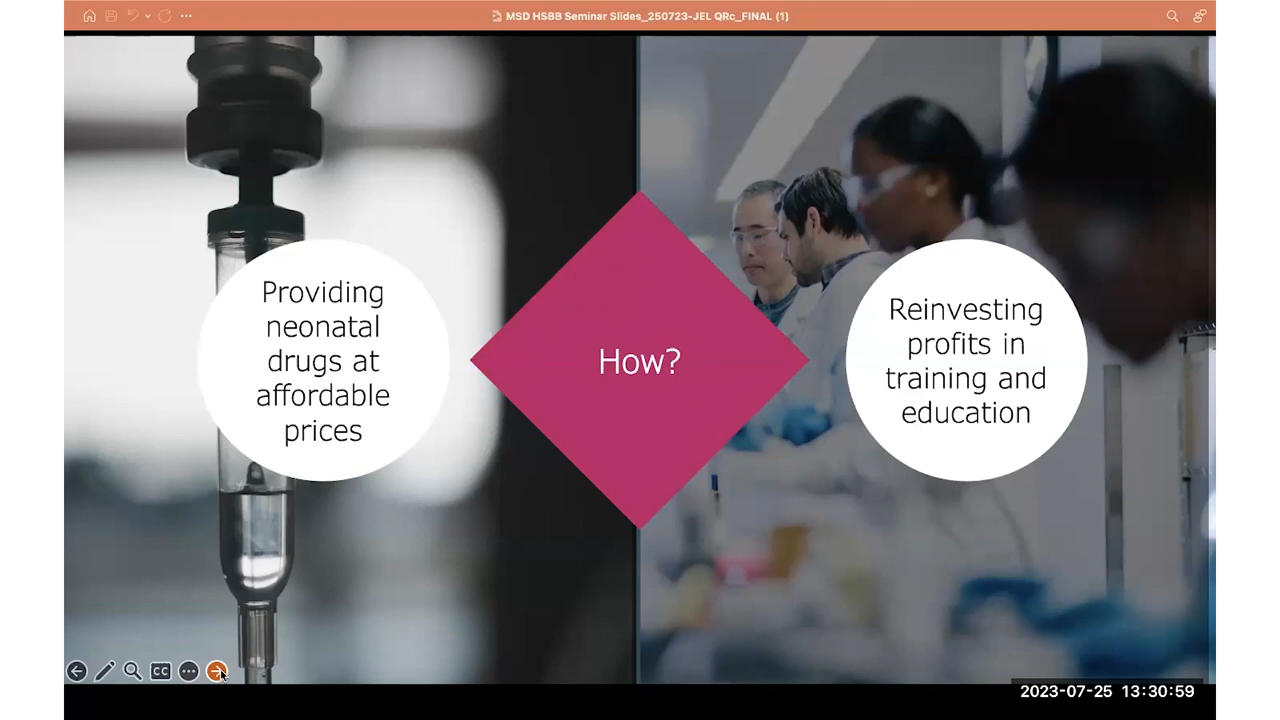 MSD HSBB Seminar Slides_250723-JEL QRc_FINAL (1)
Providing
neonatal
drugs at
affordable
prices
How?
Reinvesting
profits in
training and
education
CC
2023-07-25 13:30:59